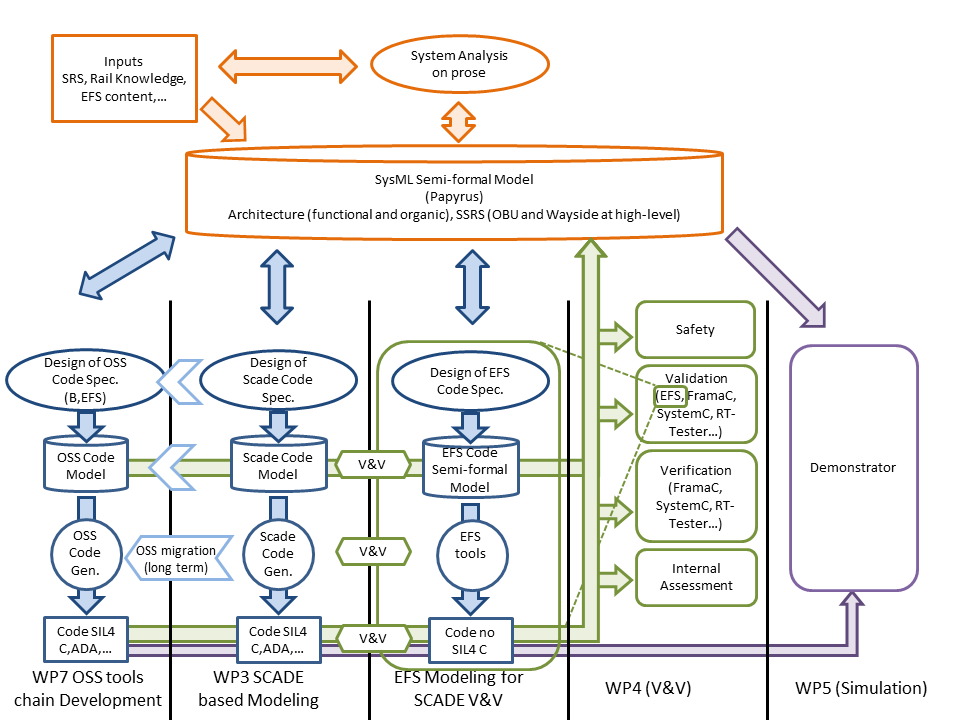 Inputs
SRS, Rail Knowledge,
EFS content,...
System Analysis
on prose
SysML Semi-formal Model
(Papyrus)
Architecture (functional and organic), SSRS (OBU and Wayside at high-level)
Design of OSS
Code Spec.
(B,EFS)
Design of
Scade Code
Spec.
Design of EFS
Code Spec.
Safety
Validation
(EFS, FramaC,
SystemC, RT-
Tester...)
OSS Code
Model
Scade Code
Model
V&V
EFS Code
Semi-formal
Model
Verification
(FramaC,
SystemC, RT-
Tester...)
Demonstrator
OSS
Code
Gen.
OSS migration
(long term)
Scade
Code
Gen.
V&V
EFS
tools
Internal
Assessment
Code SIL4
C,ADA,...
Code SIL4
C,ADA,...
V&V
Code no
SIL4 C
WP7 OSS tools
chain Development
WP3 SCADE
based Modeling
EFS Modeling for
SCADE V&V
WP4 (V&V)
WP5 (Simulation)